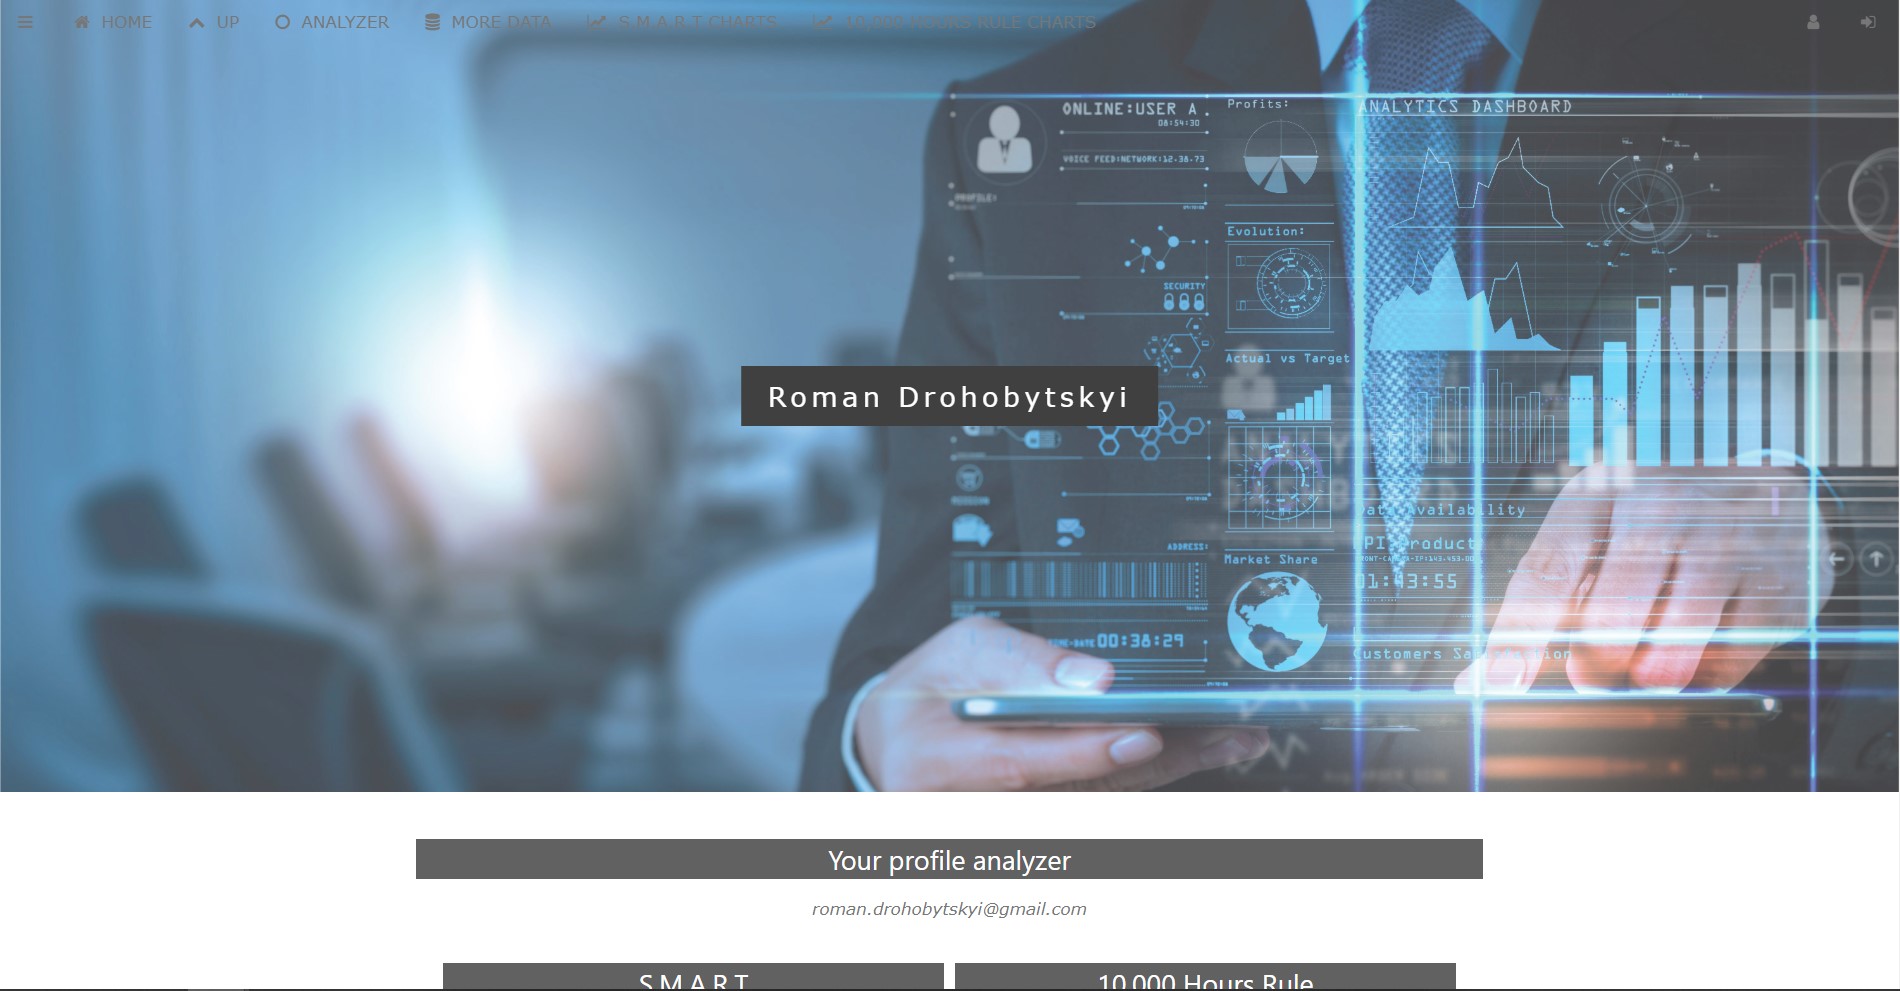 HOME UP ANALYZER MORE DATA S.M.A.R.T CHARTS 10,000 HOURS RULE CHARTS
ONLINE:USER A
08:54:30
VOICE FEED:NETWORK:12.38.73
PROFILE:
SECURITY
ADDRESS:
00:38:29
Profits:
Evolution:
Actual vs Target
Market Share
ANALYTICS DASHBOARD
Data Availability
KPI Product
01:43:55
Customers Satisfaction
Roman Drohobytskyi
Your profile analyzer
roman.drohobytskyi@gmail.com
S.M.A.R.T
10,000 Hours Rule